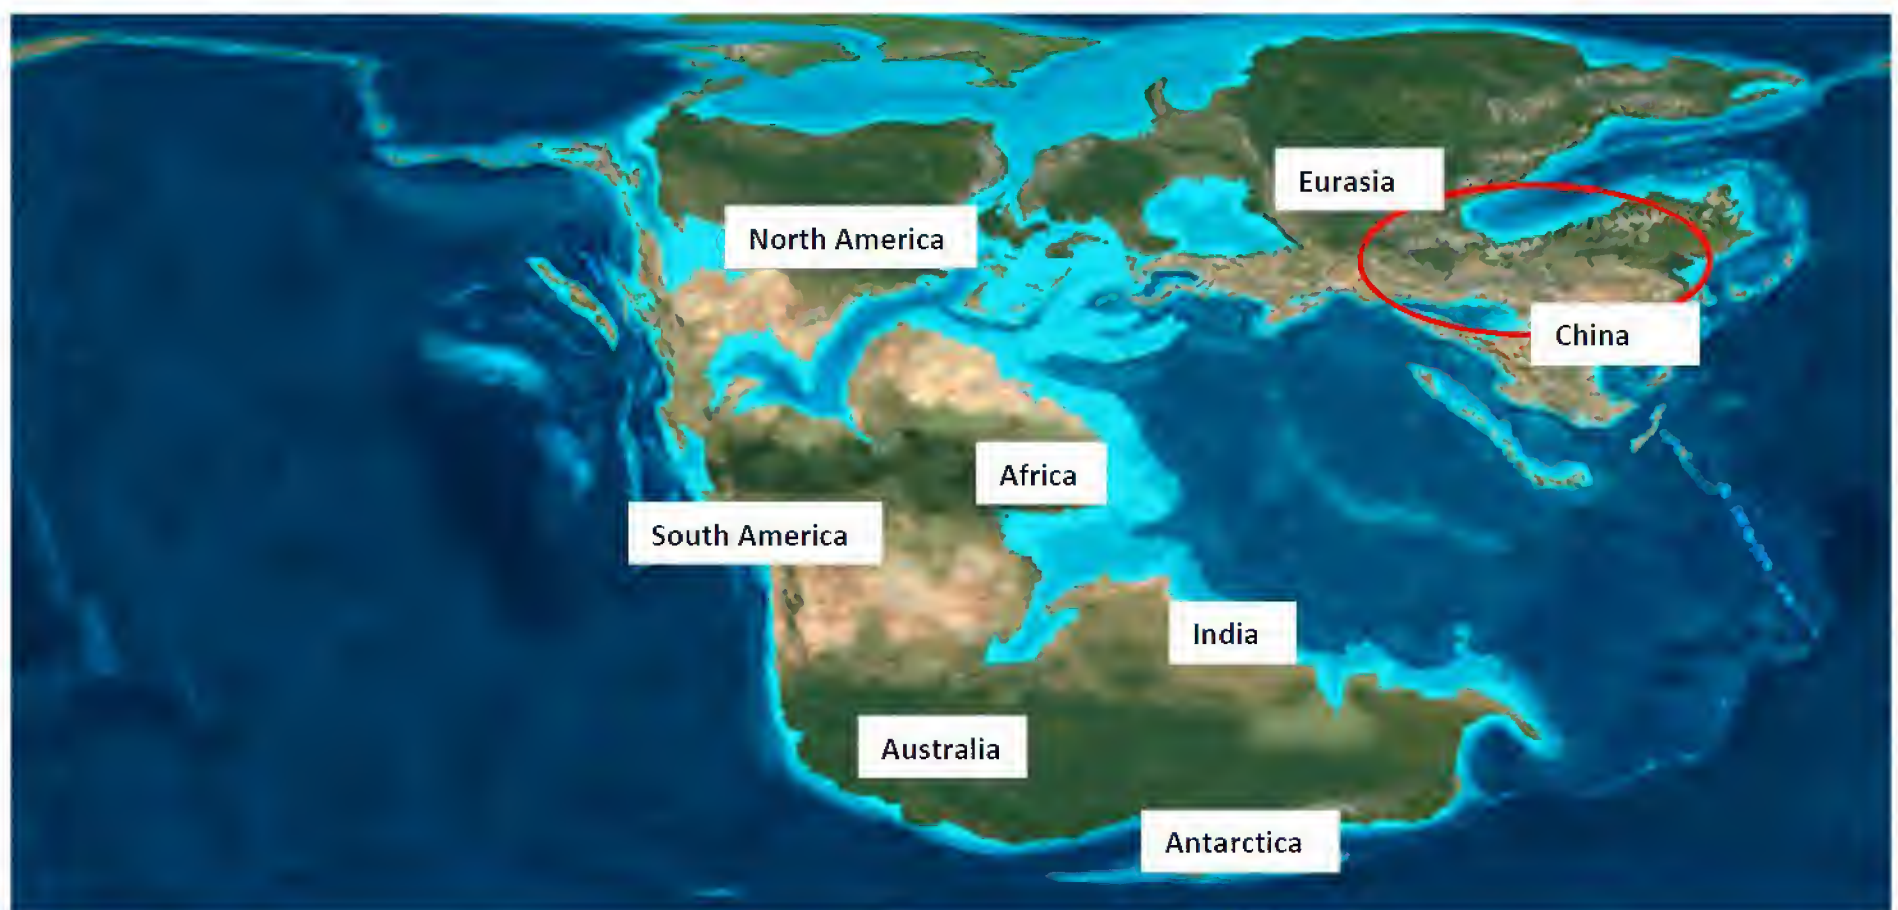 Eurasia
North America
China
Africa
South America
India
Australia
Antarctica